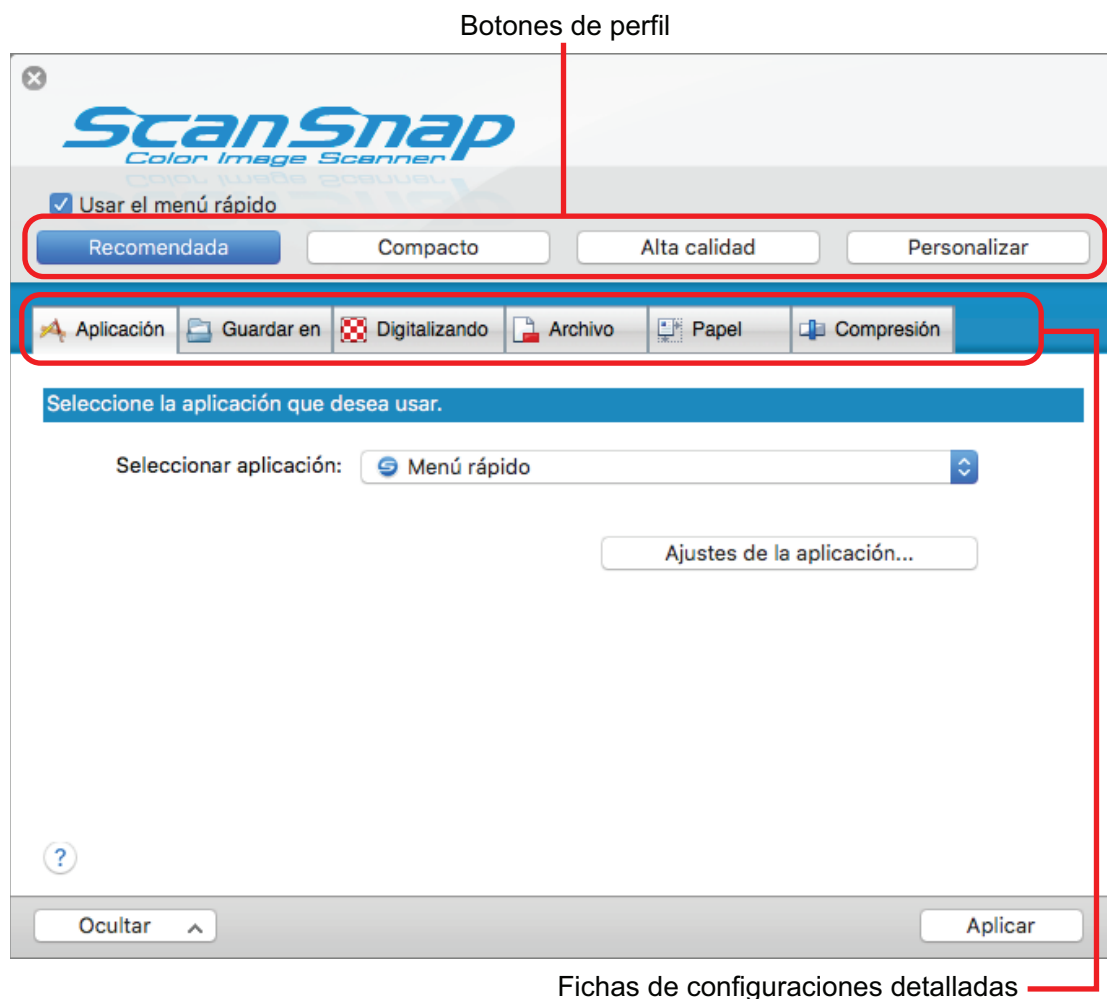 Botones de perfil
ScanSnap
Color Image Scanner
Usar el menú rápido
Recomendada Compacto Alta calidad Personalizar
Aplicación Guardar en Digitalizando Archivo Papel Compresión
Seleccione la aplicación que desea usar.
Seleccionar aplicación: Menú rápido
Ajustes de la aplicación...
?
Ocultar Aplicar
Fichas de configuraciones detalladas